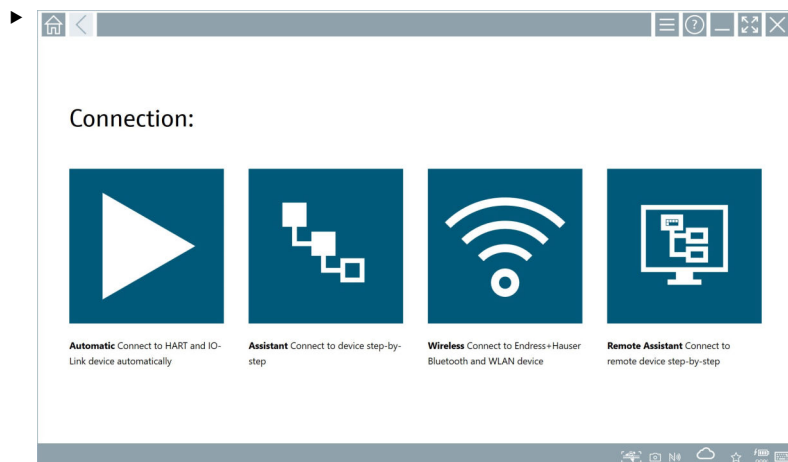 Connection:
Automatic Connect to HART and IO-
Link device automatically
Assistant Connect to device step-by-
step
Wireless Connect to Endress+Hauser
Bluetooth and WLAN device
Remote Assistant Connect to
remote device step-by-step